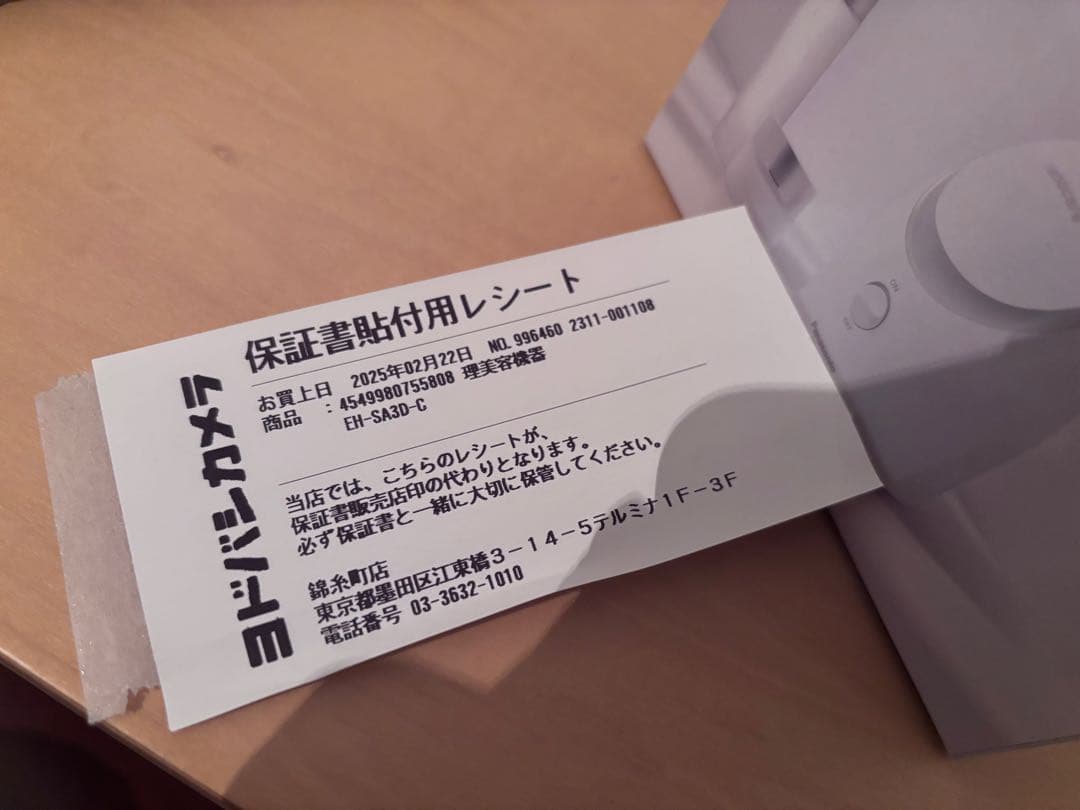 ヨドバシカメラ
保証書貼付用レシート
お買上日 2025年02月22日 NO. 996460 2311-001108
商品 : 4549980755808 理美容機器
EH-SA3D-C
当店では、こちらのレシートが、
保証書販売店印の代わりとなります。
必ず保証書と一緒に大切に保管してください。
錦糸町店
東京都墨田区江東橋3-14-5テルミナ1F-3F
電話番号 03-3632-1010
Panasonic